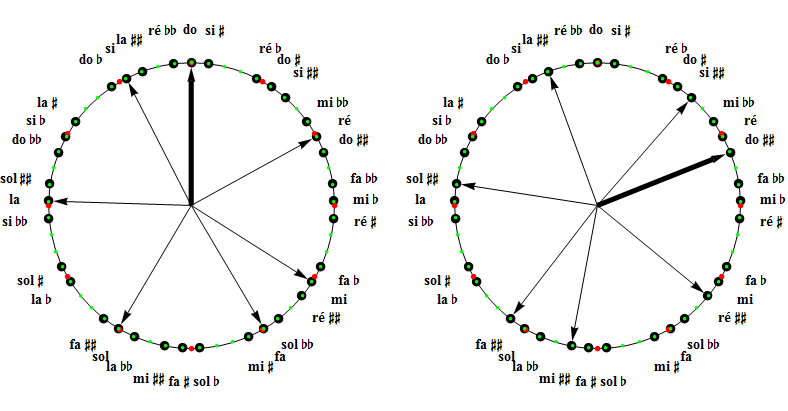 ré bb do si ♯
la ♯♯
si
do b
la ♯
si b
do bb
sol ♯♯
la
si bb
sol ♯
la b
fa ♯♯
sol
la bb
mi ♯♯ fa ♯ sol b
mi ♯
fa
sol bb
ré ♯♯
mi
fa b
ré ♯
mi b
fa bb
do ♯♯
ré
mi bb
si ♯♯
do ♯
ré b
ré bb do si ♯
la ♯♯
si
do b
la ♯
si b
do bb
sol ♯♯
la
si bb
sol ♯
la b
fa ♯♯
sol
la bb
mi ♯♯ fa ♯ sol b
mi ♯
fa
sol bb
ré ♯♯
mi
fa b
ré ♯
mi b
fa bb
do ♯♯
ré
mi bb
si ♯♯
do ♯
ré b